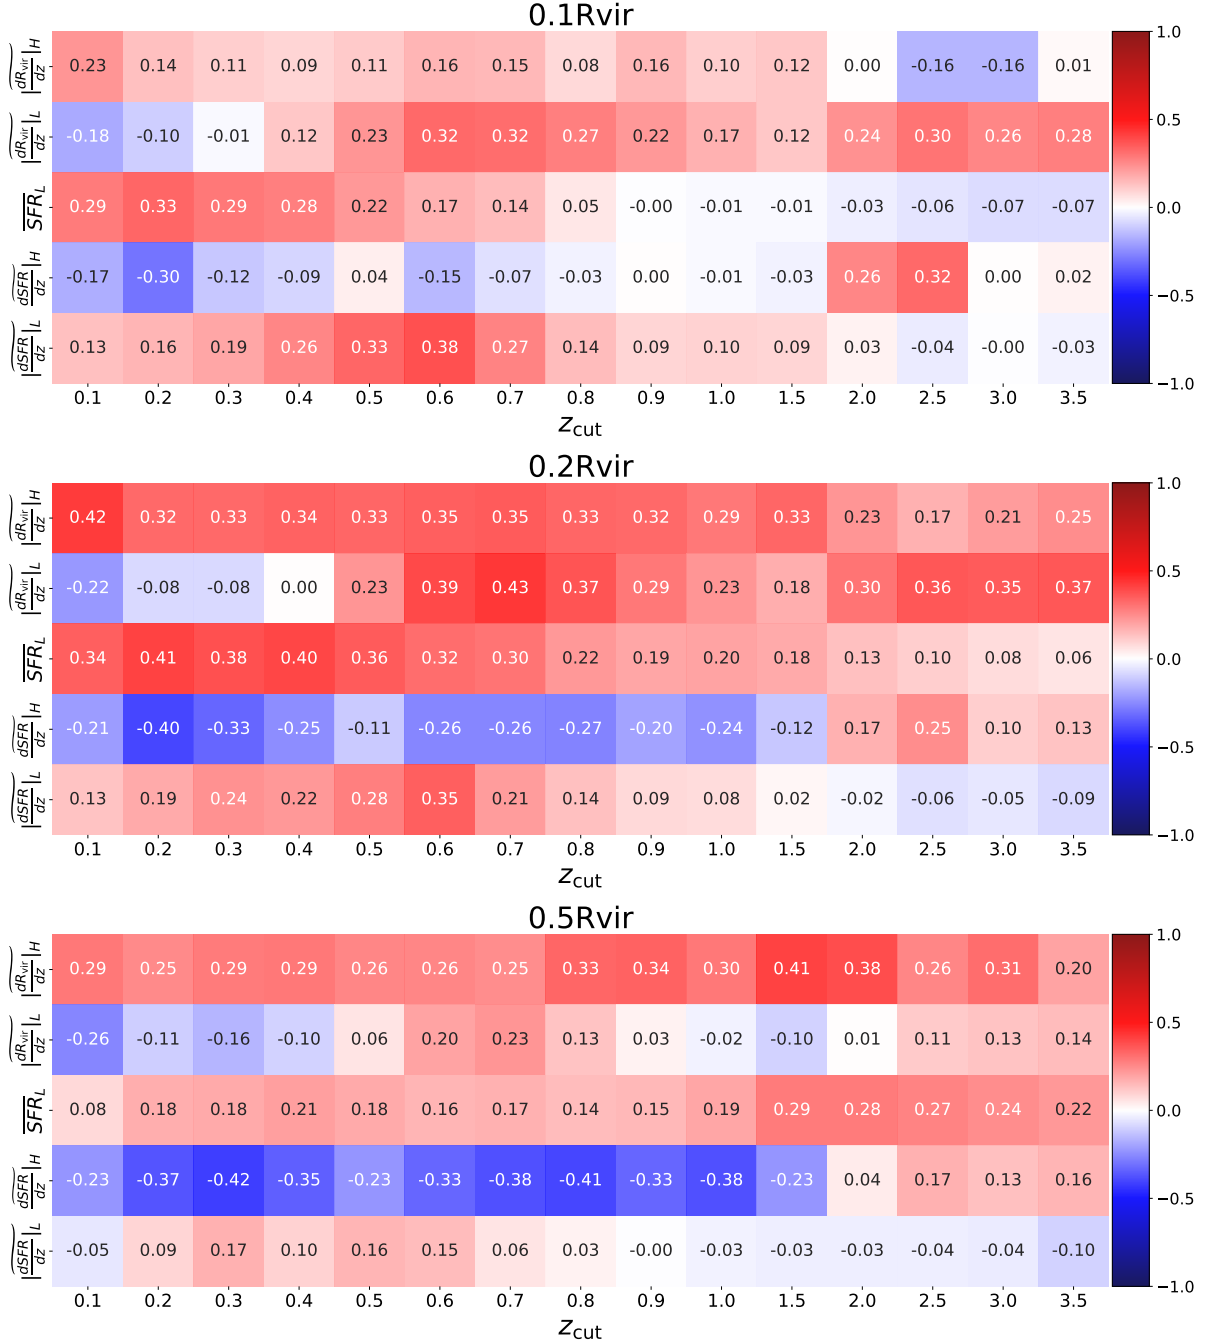 0.1Rvir
|dRvir/dz|H 0.23 0.14 0.11 0.09 0.11 0.16 0.15 0.08 0.16 0.10 0.12 0.00 -0.16 -0.16 0.01
|dRvir/dz|L -0.18 -0.10 -0.01 0.12 0.23 0.32 0.32 0.27 0.22 0.17 0.12 0.24 0.30 0.26 0.28
SFRL 0.29 0.33 0.29 0.28 0.22 0.17 0.14 0.05 -0.00 -0.01 -0.01 -0.03 -0.06 -0.07 -0.07
|dSFR/dz|H -0.17 -0.30 -0.12 -0.09 0.04 -0.15 -0.07 -0.03 0.00 -0.01 -0.03 0.26 0.32 0.00 0.02
|dSFR/dz|L 0.13 0.16 0.19 0.26 0.33 0.38 0.27 0.14 0.09 0.10 0.09 0.03 -0.04 -0.00 -0.03
0.1 0.2 0.3 0.4 0.5 0.6 0.7 0.8 0.9 1.0 1.5 2.0 2.5 3.0 3.5
zcut
1.0
0.5
0.0
−0.5
−1.0
0.2Rvir
|dRvir/dz|H 0.42 0.32 0.33 0.34 0.33 0.35 0.35 0.33 0.32 0.29 0.33 0.23 0.17 0.21 0.25
|dRvir/dz|L -0.22 -0.08 -0.08 0.00 0.23 0.39 0.43 0.37 0.29 0.23 0.18 0.30 0.36 0.35 0.37
SFRL 0.34 0.41 0.38 0.40 0.36 0.32 0.30 0.22 0.19 0.20 0.18 0.13 0.10 0.08 0.06
|dSFR/dz|H -0.21 -0.40 -0.33 -0.25 -0.11 -0.26 -0.26 -0.27 -0.20 -0.24 -0.12 0.17 0.25 0.10 0.13
|dSFR/dz|L 0.13 0.19 0.24 0.22 0.28 0.35 0.21 0.14 0.09 0.08 0.02 -0.02 -0.06 -0.05 -0.09
0.1 0.2 0.3 0.4 0.5 0.6 0.7 0.8 0.9 1.0 1.5 2.0 2.5 3.0 3.5
zcut
1.0
0.5
0.0
−0.5
−1.0
0.5Rvir
|dRvir/dz|H 0.29 0.25 0.29 0.29 0.26 0.26 0.25 0.33 0.34 0.30 0.41 0.38 0.26 0.31 0.20
|dRvir/dz|L -0.26 -0.11 -0.16 -0.10 0.06 0.20 0.23 0.13 0.03 -0.02 -0.10 0.01 0.11 0.13 0.14
SFRL 0.08 0.18 0.18 0.21 0.18 0.16 0.17 0.14 0.15 0.19 0.29 0.28 0.27 0.24 0.22
|dSFR/dz|H -0.23 -0.37 -0.42 -0.35 -0.23 -0.33 -0.38 -0.41 -0.33 -0.38 -0.23 0.04 0.17 0.13 0.16
|dSFR/dz|L -0.05 0.09 0.17 0.10 0.16 0.15 0.06 0.03 -0.00 -0.03 -0.03 -0.03 -0.04 -0.04 -0.10
0.1 0.2 0.3 0.4 0.5 0.6 0.7 0.8 0.9 1.0 1.5 2.0 2.5 3.0 3.5
zcut
1.0
0.5
0.0
−0.5
−1.0